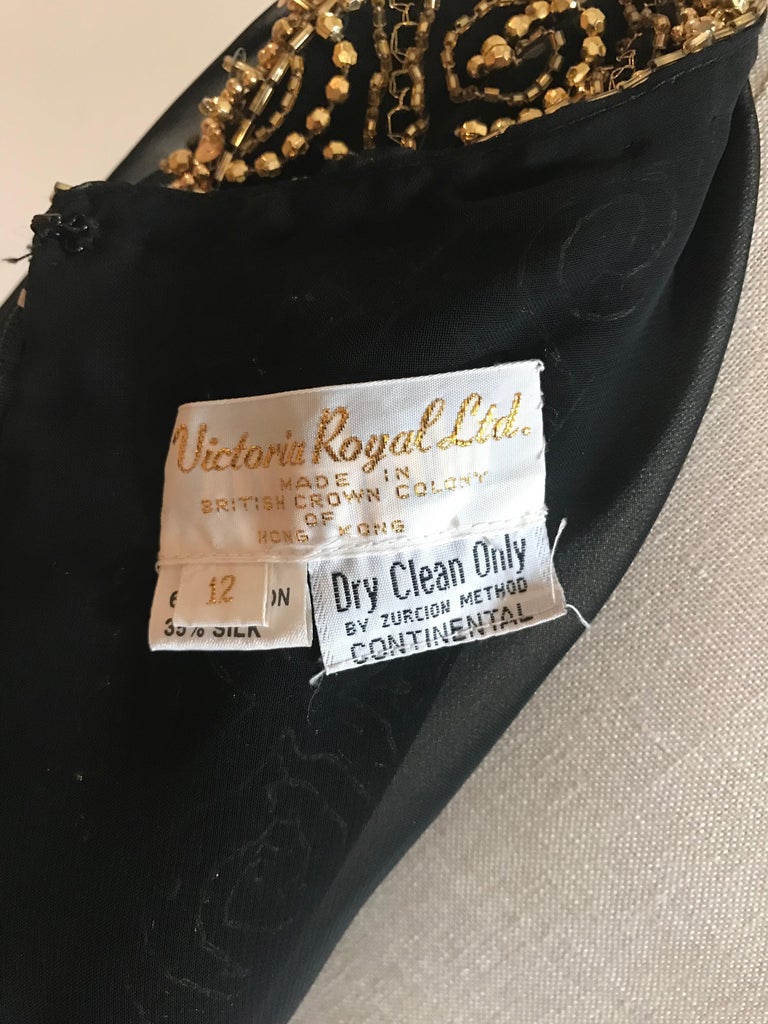 Victoria Royal Ltd.
MADE IN
BRITISH CROWN COLONY
OF
HONG KONG
12
35% SILK
Dry Clean Only
BY ZURCION METHOD
CONTINENTAL